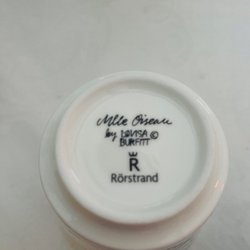 Mlle Oiseau
by LOVISA ©
BURFITT
R
Rörstrand